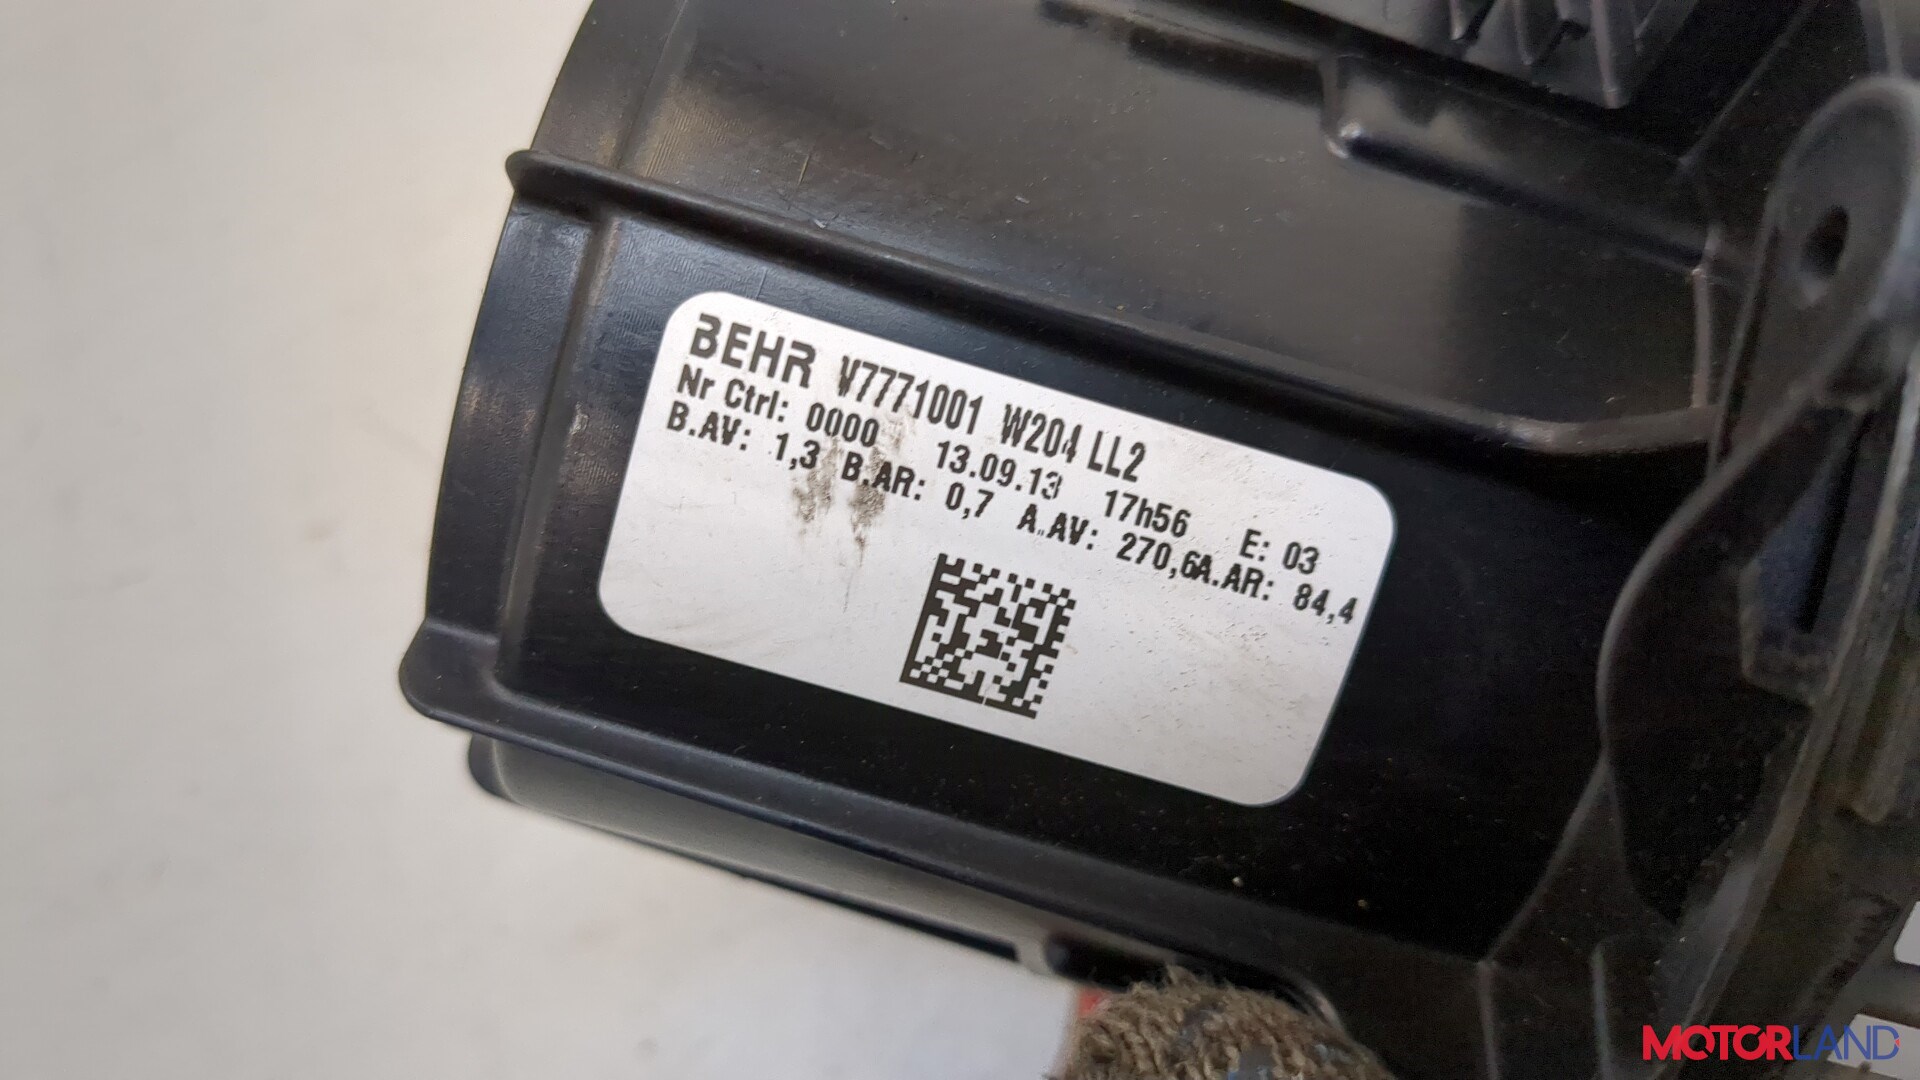 BEHR V7771001 W204 LL2
Nr Ctrl: 0000 13.09.13 17h56 E: 03
B.AV: 1,3 B.AR: 0,7 A.AV: 270,6A.AR: 84,4
MOTORLAND